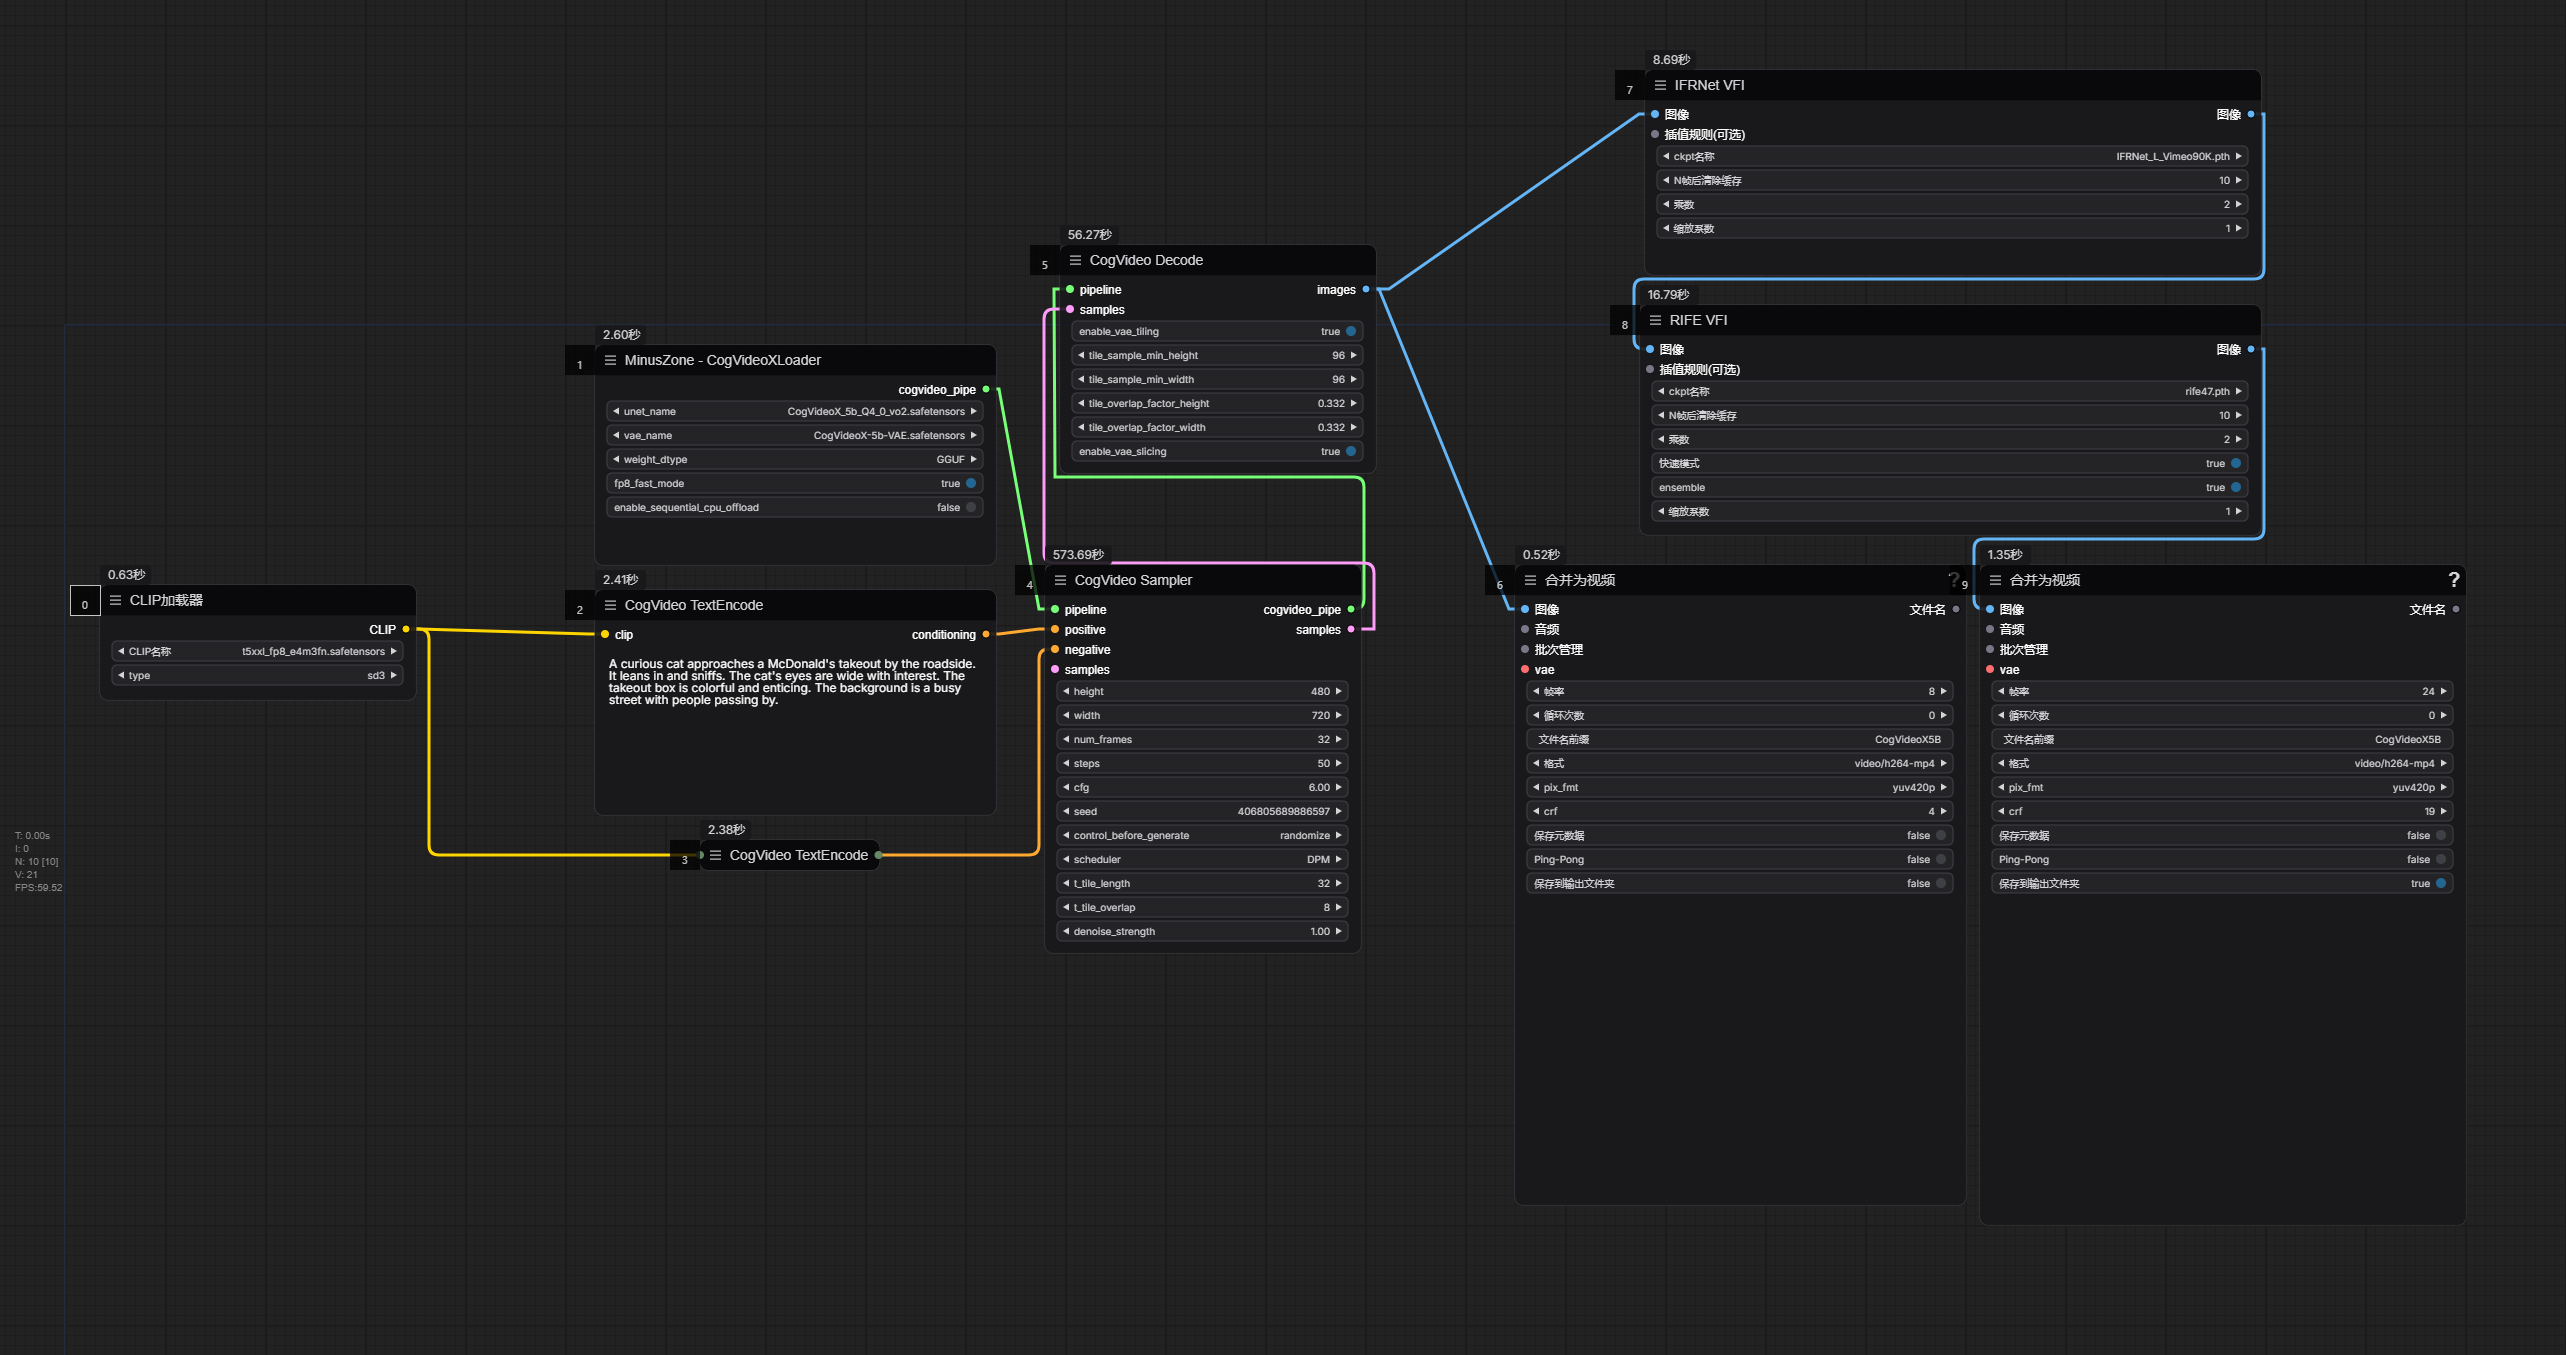 0.63秒
0
CLIP加载器
CLIP
CLIP名称 t5xxl_fp8_e4m3fn.safetensors
type sd3
2.60秒
1
MinusZone - CogVideoXLoader
cogvideo_pipe
unet_name CogVideoX_5b_Q4_0_vo2.safetensors
vae_name CogVideoX-5b-VAE.safetensors
weight_dtype GGUF
fp8_fast_mode true
enable_sequential_cpu_offload false
2.41秒
2
CogVideo TextEncode
clip conditioning
A curious cat approaches a McDonald's takeout by the roadside.
It leans in and sniffs. The cat's eyes are wide with interest. The
takeout box is colorful and enticing. The background is a busy
street with people passing by.
2.38秒
3
CogVideo TextEncode
56.27秒
5
CogVideo Decode
pipeline images
samples
enable_vae_tiling true
tile_sample_min_height 96
tile_sample_min_width 96
tile_overlap_factor_height 0.332
tile_overlap_factor_width 0.332
enable_vae_slicing true
573.69秒
4
CogVideo Sampler
pipeline cogvideo_pipe
positive samples
negative
samples
height 480
width 720
num_frames 32
steps 50
cfg 6.00
seed 406805689886597
control_before_generate randomize
scheduler DPM
t_tile_length 32
t_tile_overlap 8
denoise_strength 1.00
8.69秒
7
IFRNet VFI
图像 图像
插值规则(可选)
ckpt名称 IFRNet_L_Vimeo90K.pth
N帧后清除缓存 10
乘数 2
缩放系数 1
16.79秒
8
RIFE VFI
图像 图像
插值规则(可选)
ckpt名称 rife47.pth
N帧后清除缓存 10
乘数 2
快速模式 true
ensemble true
缩放系数 1
0.52秒
6
合并为视频 ?
图像 文件名
音频
批次管理
vae
帧率 8
循环次数 0
文件名前缀 CogVideoX5B
格式 video/h264-mp4
pix_fmt yuv420p
crf 4
保存元数据 false
Ping-Pong false
保存到输出文件夹 false
1.35秒
9
合并为视频 ?
图像 文件名
音频
批次管理
vae
帧率 24
循环次数 0
文件名前缀 CogVideoX5B
格式 video/h264-mp4
pix_fmt yuv420p
crf 19
保存元数据 false
Ping-Pong false
保存到输出文件夹 true
T: 0.00s
I: 0
N: 10 [10]
V: 21
FPS:59.52